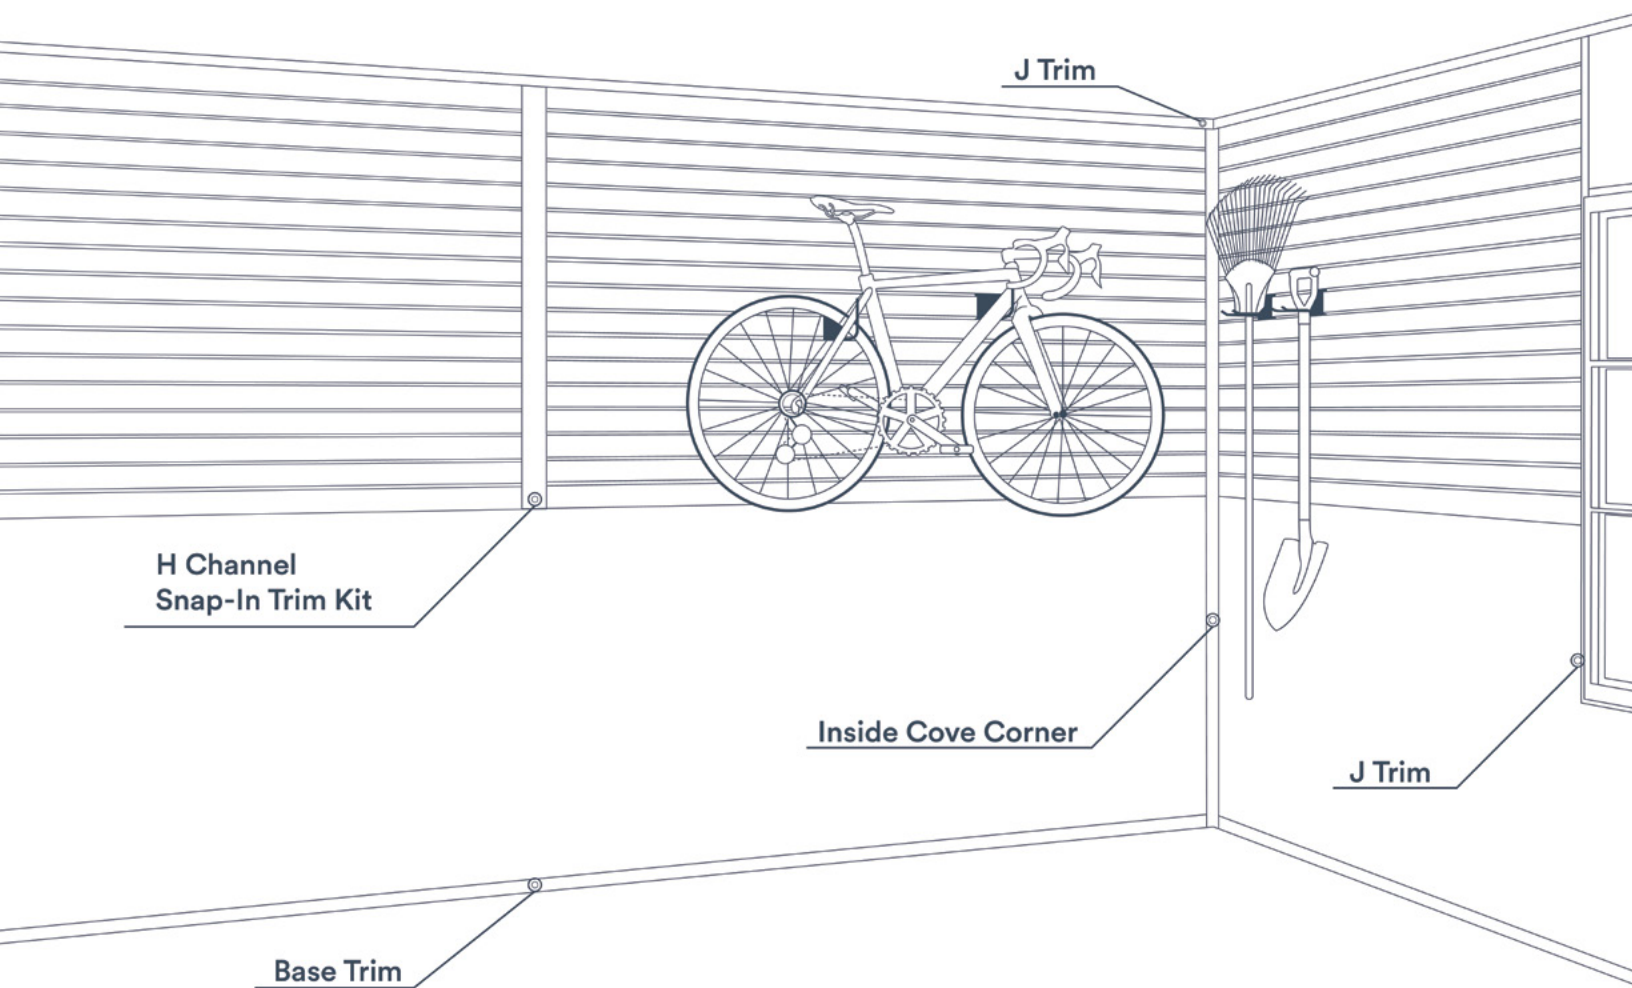 J Trim
H Channel
Snap-In Trim Kit
Inside Cove Corner
J Trim
Base Trim